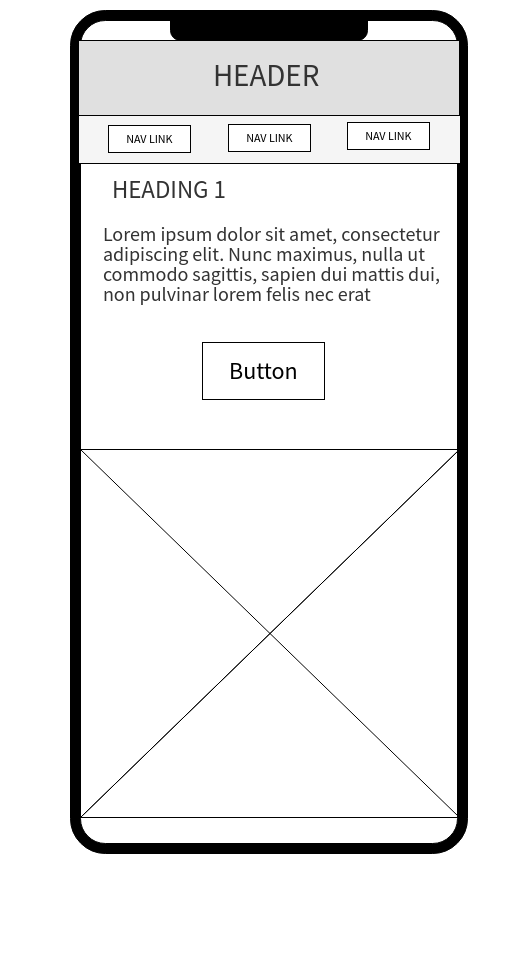 HEADER
NAV LINK NAV LINK NAV LINK
HEADING 1
Lorem ipsum dolor sit amet, consectetur
adipiscing elit. Nunc maximus, nulla ut
commodo sagittis, sapien dui mattis dui,
non pulvinar lorem felis nec erat
Button